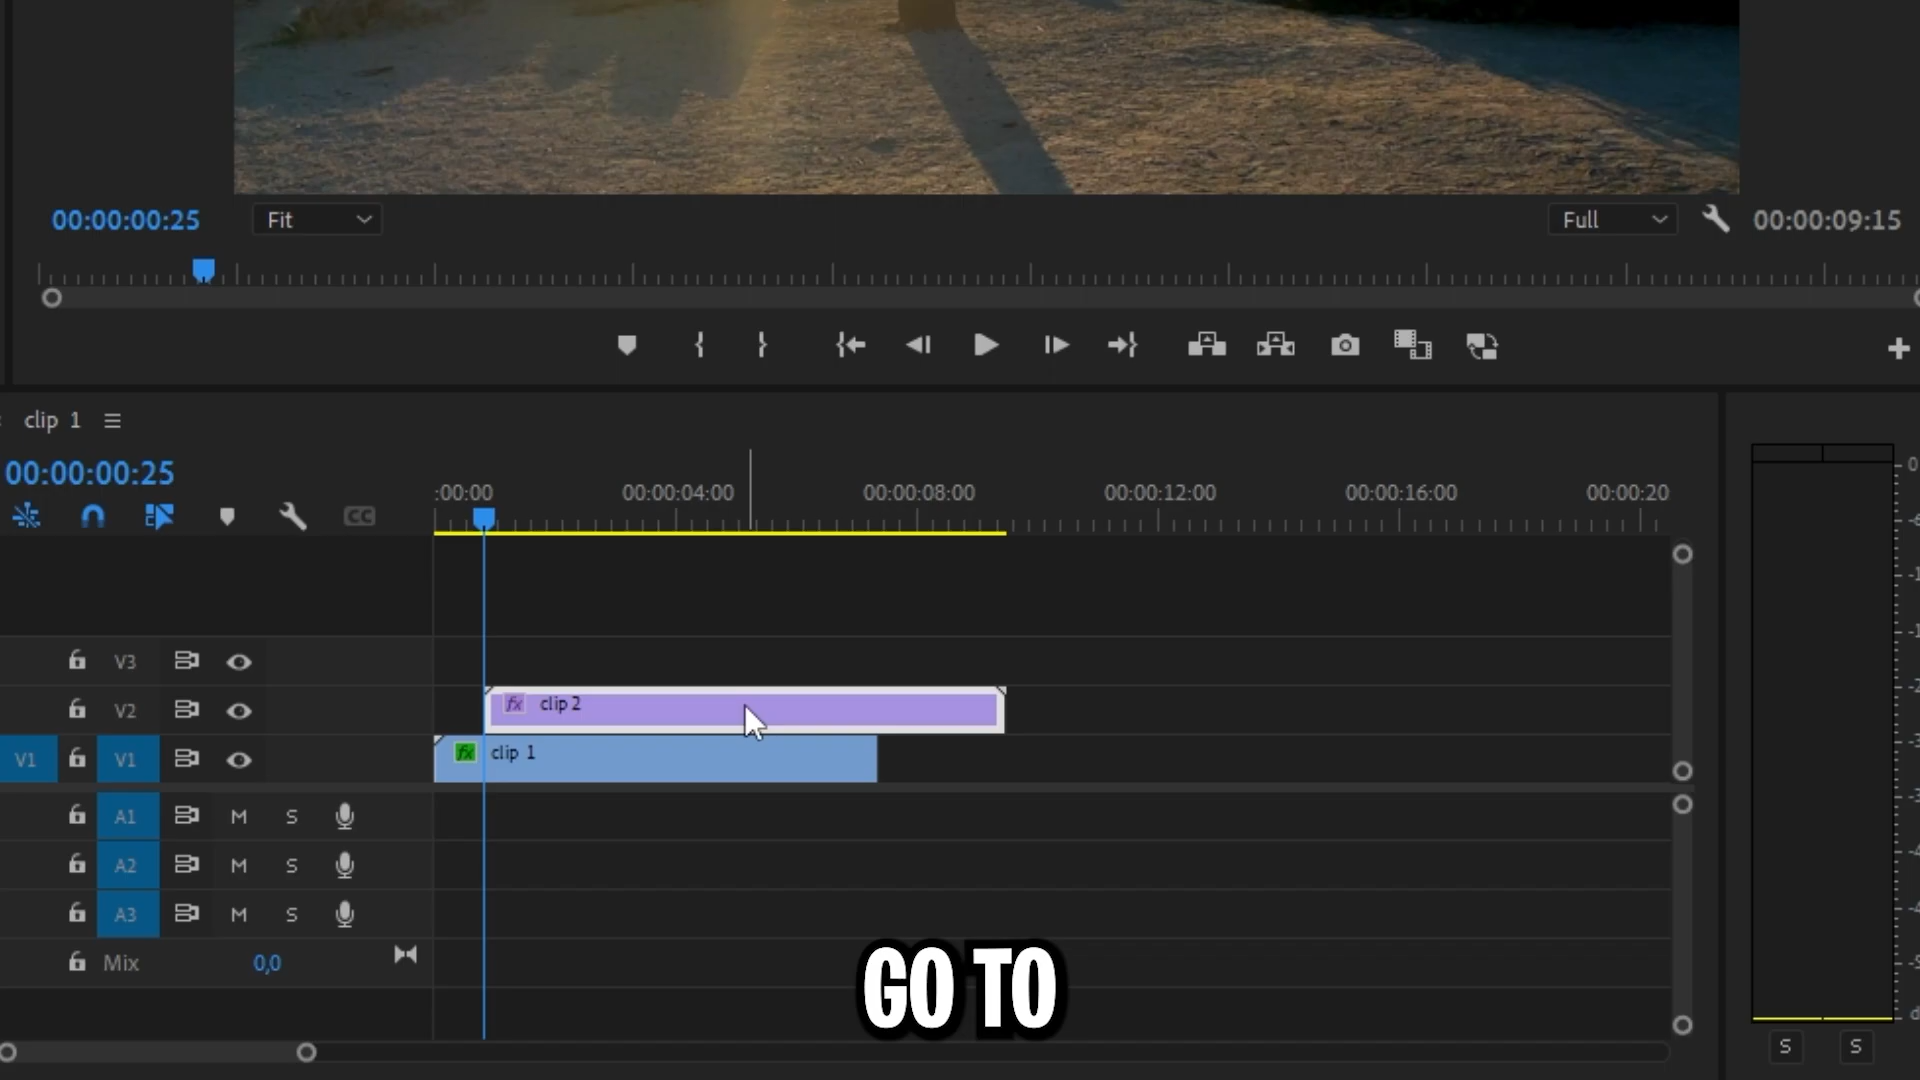 00:00:00:25 Fit Full 00:00:09:15
clip 1
00:00:00:25
:00:00 00:00:04:00 00:00:08:00 00:00:12:00 00:00:16:00 00:00:20
CC
V3
V2 fx clip 2
V1 V1 fx clip 1
A1 M S
A2 M S
A3 M S
Mix 0,0
GO TO
0
S S